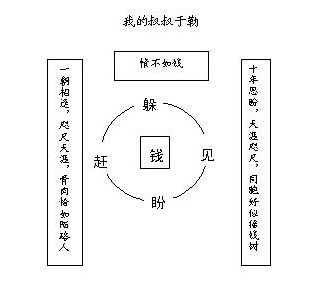 我的叔叔于勒
情不如钱
十年思盼，天涯咫尺，同胞好似摇钱树
一朝相逢，咫尺天涯，骨肉恰如陌路人
躲
赶
钱
见
盼